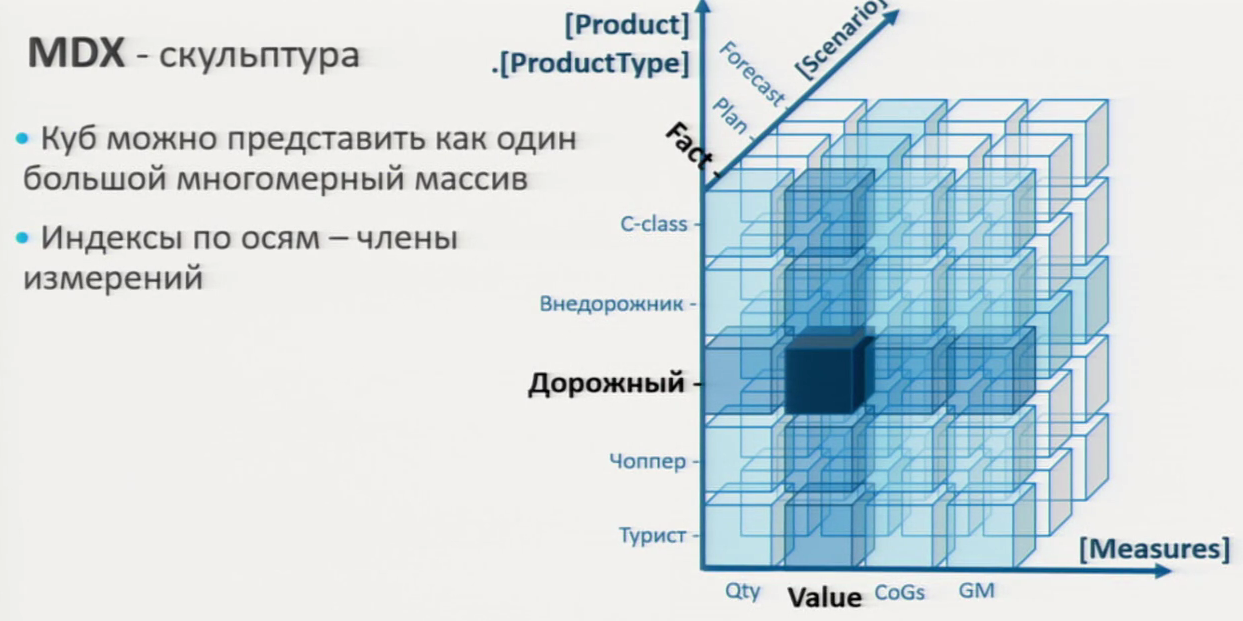 MDX - скульптура
• Куб можно представить как один
большой многомерный массив
• Индексы по осям – члены
измерений
[Product]
.[ProductType]
[Scenario]
Forecast
Plan
Fact
C-class
Внедорожник
Дорожный
Чоппер
Турист
[Measures]
Qty
Value
CoGs
GM